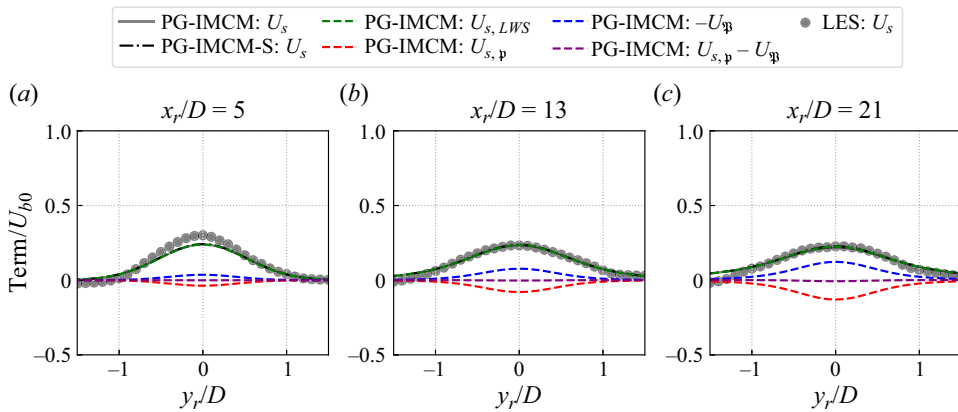 PG-IMCM: U_s PG-IMCM: U_{s, LWS} PG-IMCM: –U_𝔓 LES: U_s
PG-IMCM-S: U_s PG-IMCM: U_{s, 𝔭} PG-IMCM: U_{s, 𝔭} – U_𝔓
(a) (b) (c)
x_r/D = 5 x_r/D = 13 x_r/D = 21
Term/U_{b0}
1.0 1.0 1.0
0.5 0.5 0.5
0 0 0
–0.5 –0.5 –0.5
–1 0 1 –1 0 1 –1 0 1
y_r/D y_r/D y_r/D